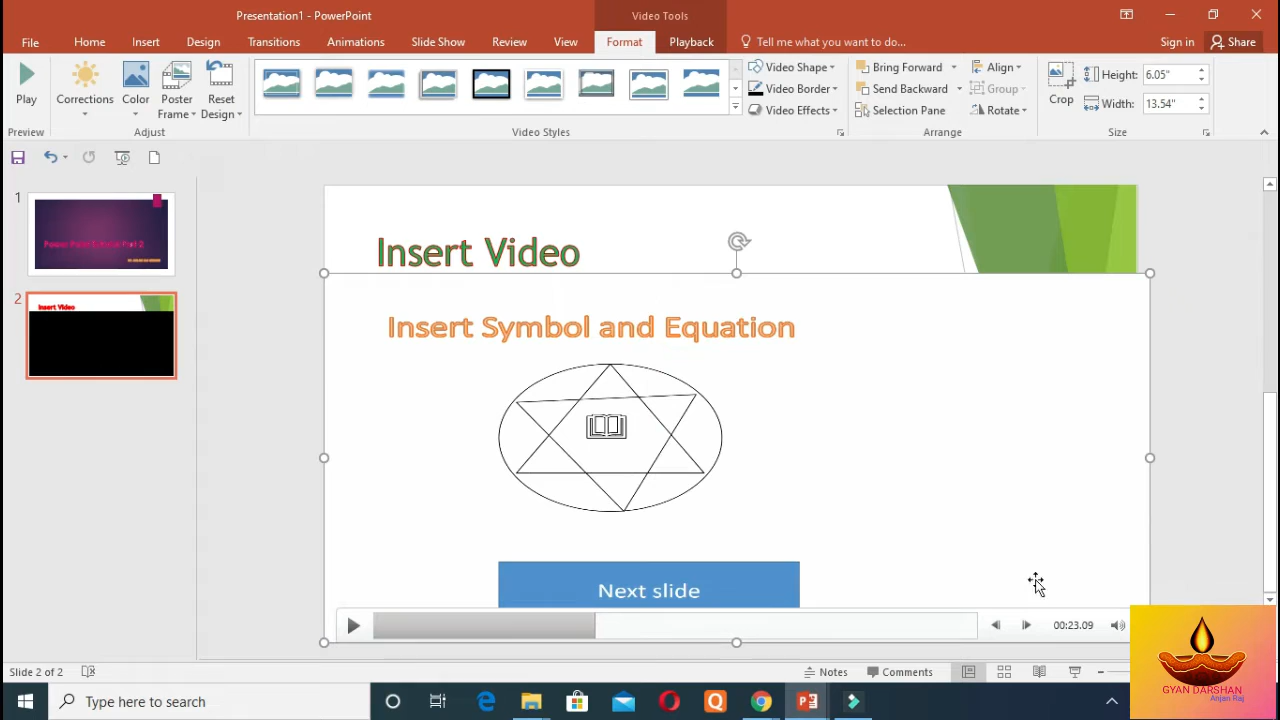 Presentation1 - PowerPoint
Video Tools
File
Home
Insert
Design
Transitions
Animations
Slide Show
Review
View
Format
Playback
Tell me what you want to do...
Sign in
Share
Play
Corrections
Color
Poster Frame
Reset Design
Video Shape
Video Border
Video Effects
Bring Forward
Send Backward
Selection Pane
Align
Group
Rotate
Crop
Height: 6.05"
Width: 13.54"
Preview
Adjust
Video Styles
Arrange
Size
1
2
Insert Video
Insert Video
Insert Symbol and Equation
Next slide
00:23.09
Slide 2 of 2
Notes
Comments
Type here to search
GYAN DARSHAN
Anjan Raj